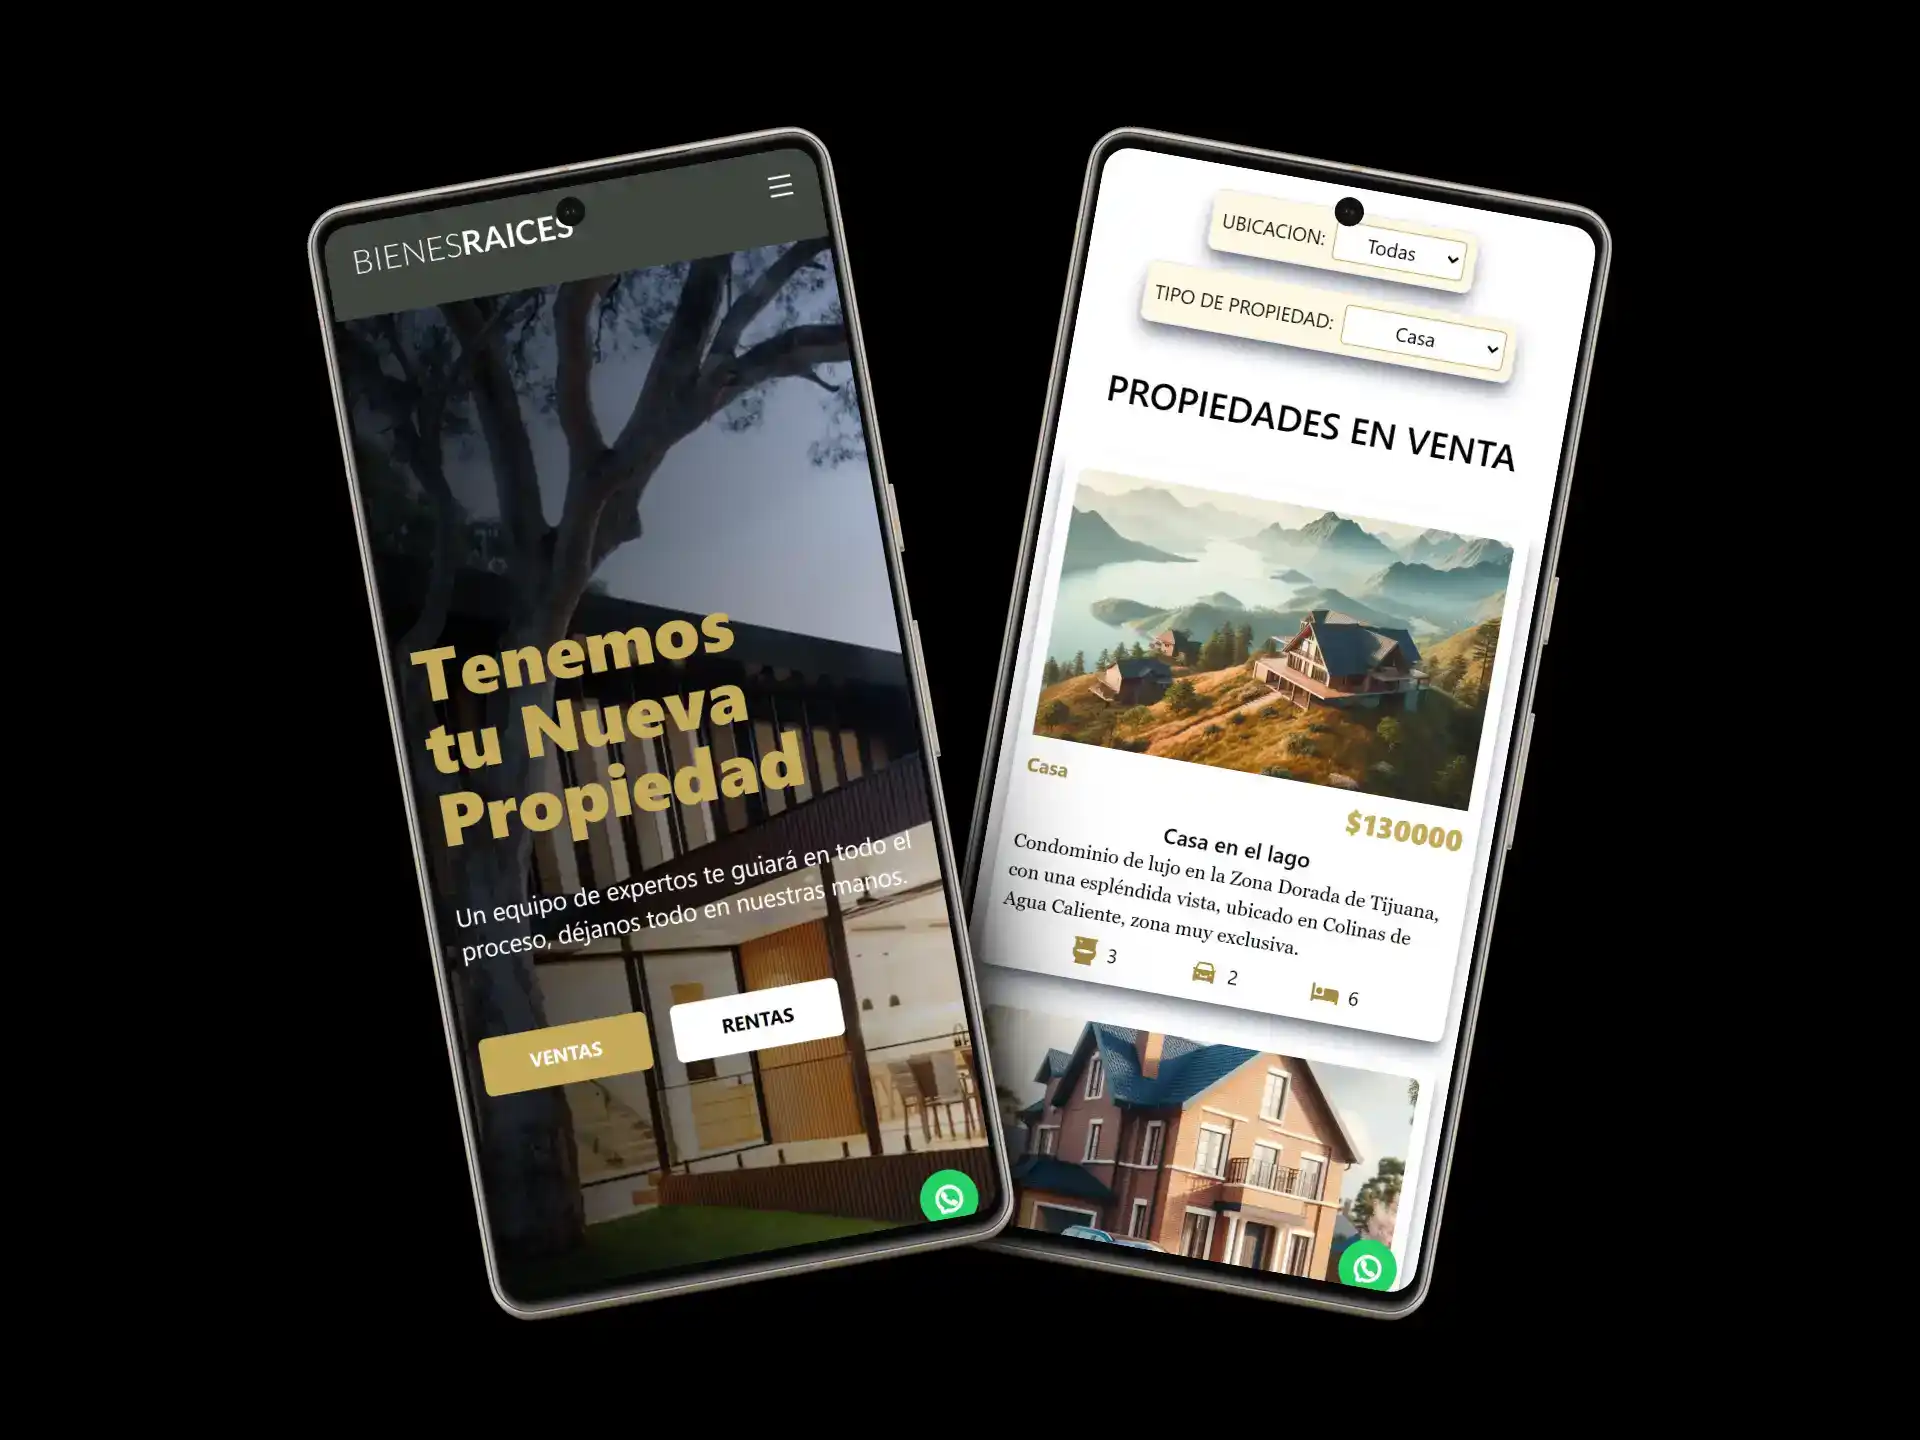 BIENESRAICES
Tenemos
tu Nueva
Propiedad
Un equipo de expertos te guiará en todo el
proceso, déjanos todo en nuestras manos.
VENTAS
RENTAS
UBICACION: Todas
TIPO DE PROPIEDAD: Casa
PROPIEDADES EN VENTA
Casa
$130000
Casa en el lago
Condominio de lujo en la Zona Dorada de Tijuana,
con una espléndida vista, ubicado en Colinas de
Agua Caliente, zona muy exclusiva.
3 2 6